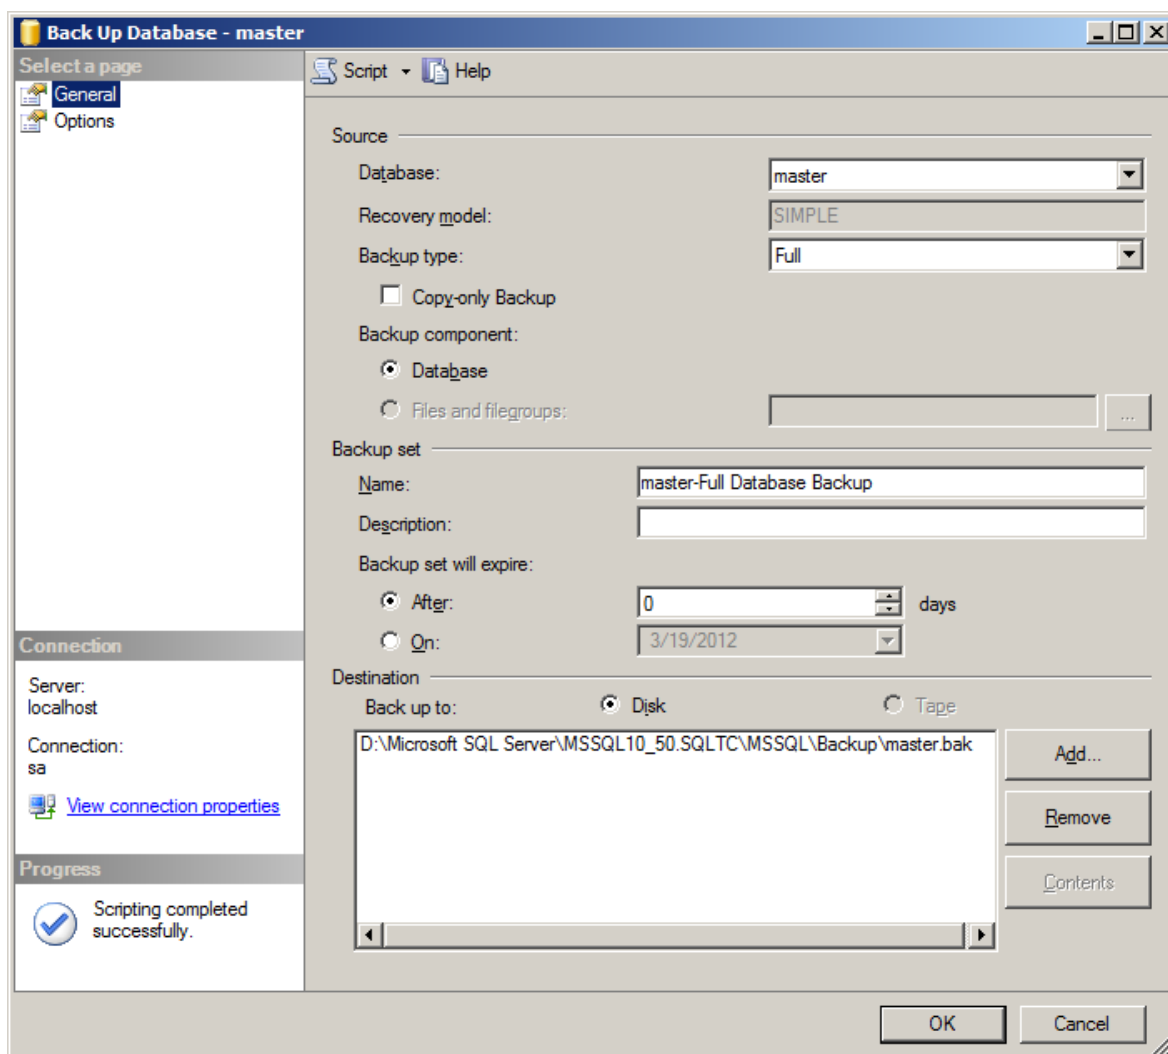 Back Up Database - master
Select a page
General
Options
Script Help
Source
Database: master
Recovery model: SIMPLE
Backup type: Full
Copy-only Backup
Backup component:
Database
Files and filegroups: ...
Backup set
Name: master-Full Database Backup
Description:
Backup set will expire:
After: 0 days
On: 3/19/2012
Destination
Back up to: Disk Tape
D:\Microsoft SQL Server\MSSQL10_50.SQLTC\MSSQL\Backup\master.bak
Add...
Remove
Contents
Connection
Server:
localhost
Connection:
sa
View connection properties
Progress
Scripting completed
successfully.
OK Cancel